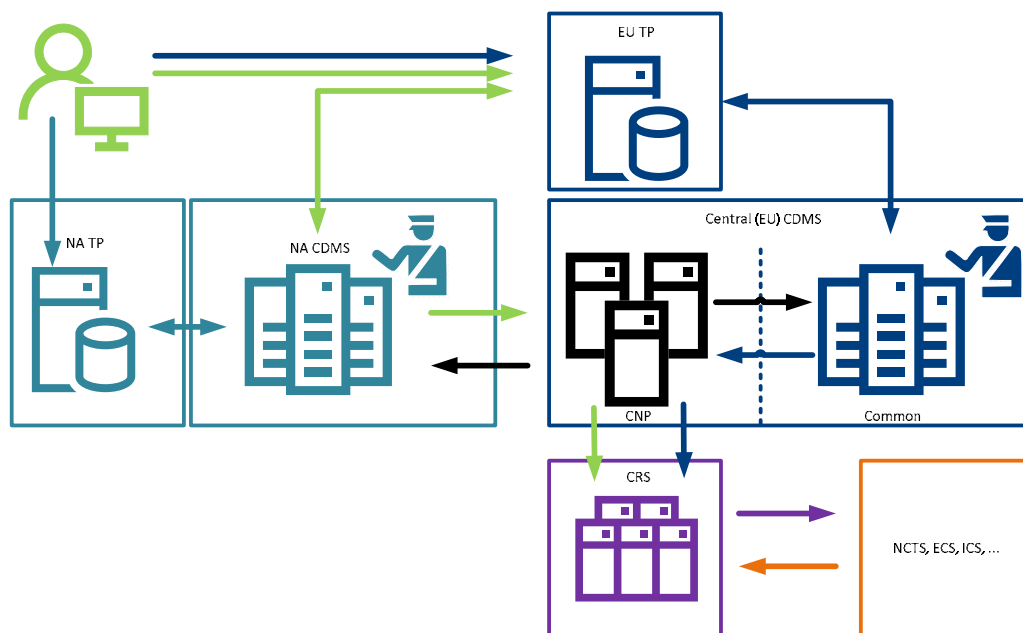 EU TP
NA TP
NA CDMS
Central (EU) CDMS
CNP
Common
CRS
NCTS, ECS, ICS, ...